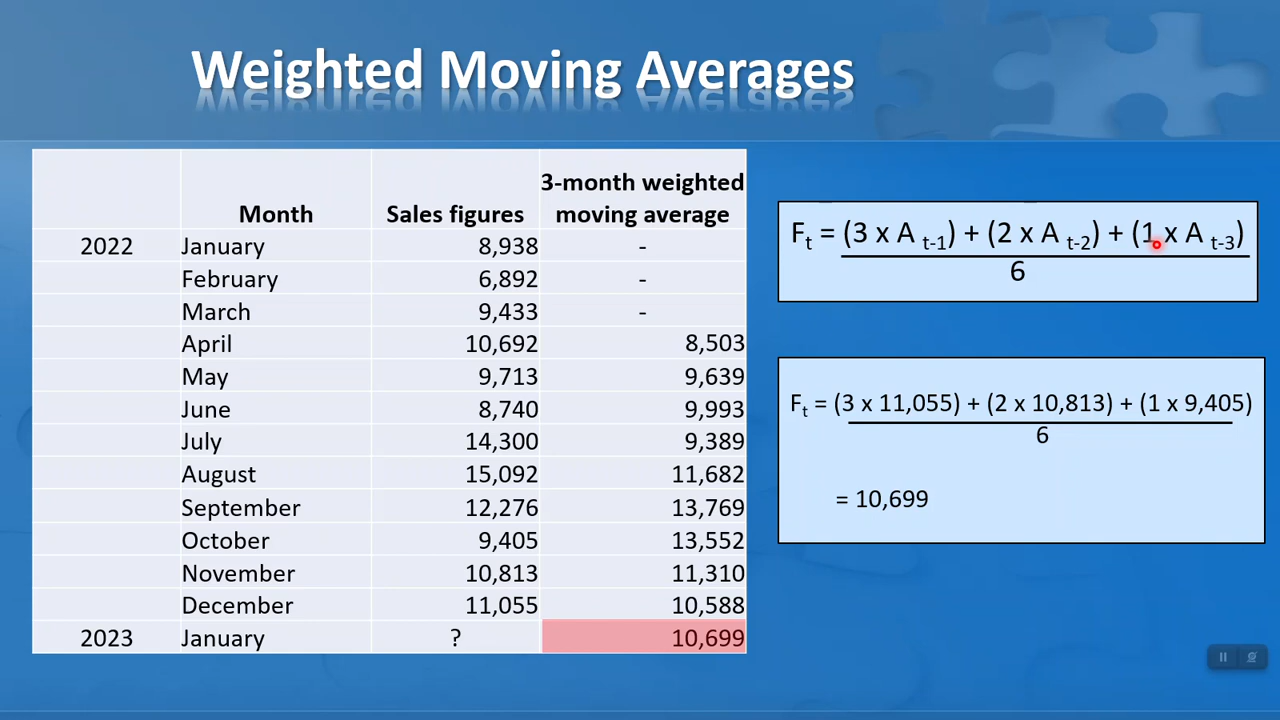 Weighted Moving Averages
Month Sales figures 3-month weighted moving average
2022 January 8,938 -
February 6,892 -
March 9,433 -
April 10,692 8,503
May 9,713 9,639
June 8,740 9,993
July 14,300 9,389
August 15,092 11,682
September 12,276 13,769
October 9,405 13,552
November 10,813 11,310
December 11,055 10,588
2023 January ? 10,699
Ft = (3 x A t-1) + (2 x A t-2) + (1 x A t-3)
6
Ft = (3 x 11,055) + (2 x 10,813) + (1 x 9,405)
6
= 10,699